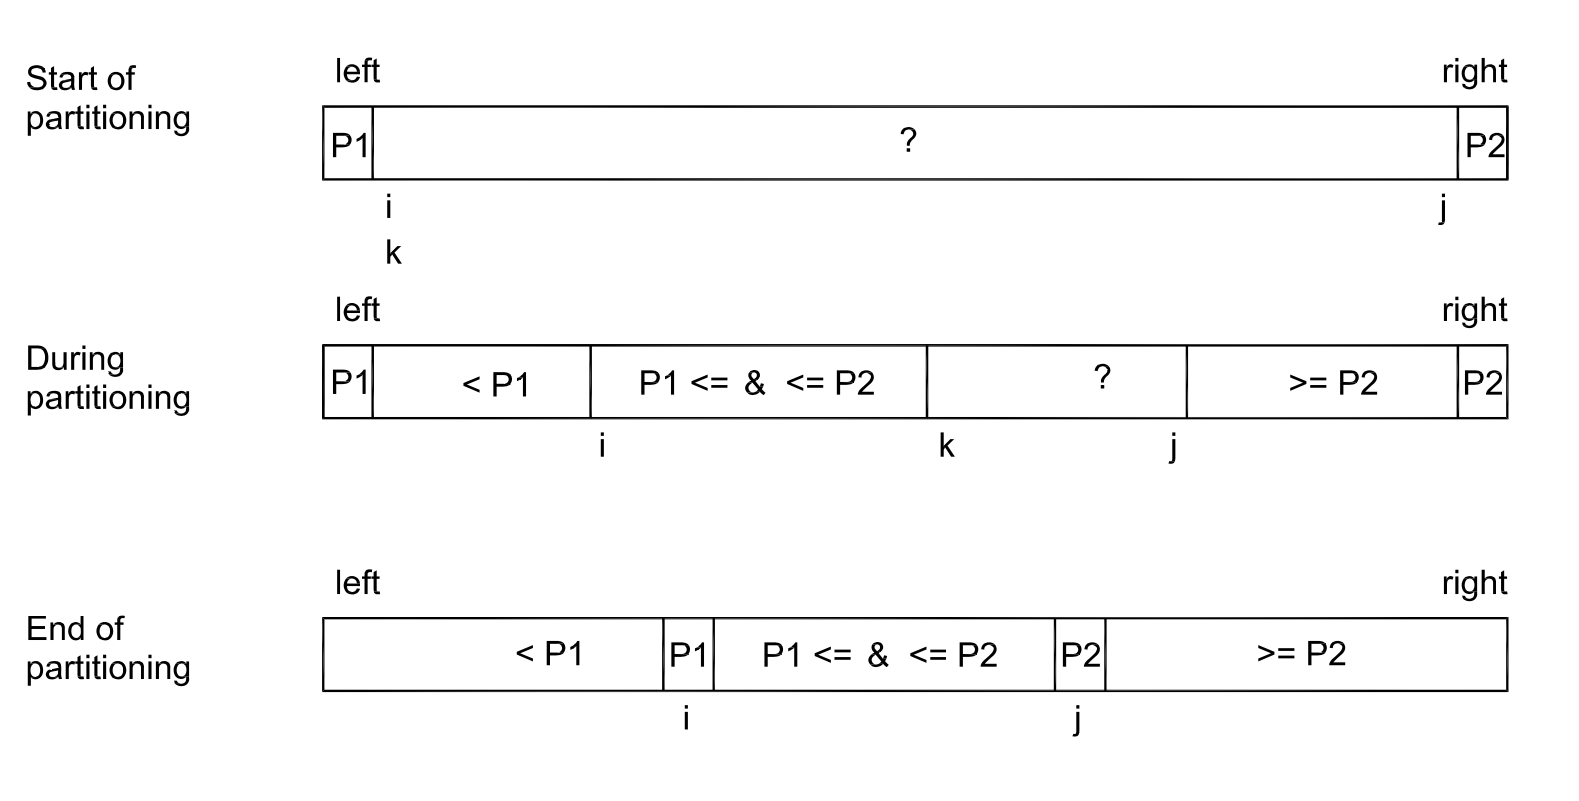 Start of
partitioning
left right
P1 ? P2
i j
k
left right
During
partitioning
P1 < P1 P1 <= & <= P2 ? >= P2 P2
i k j
left right
End of
partitioning
< P1 P1 P1 <= & <= P2 P2 >= P2
i j